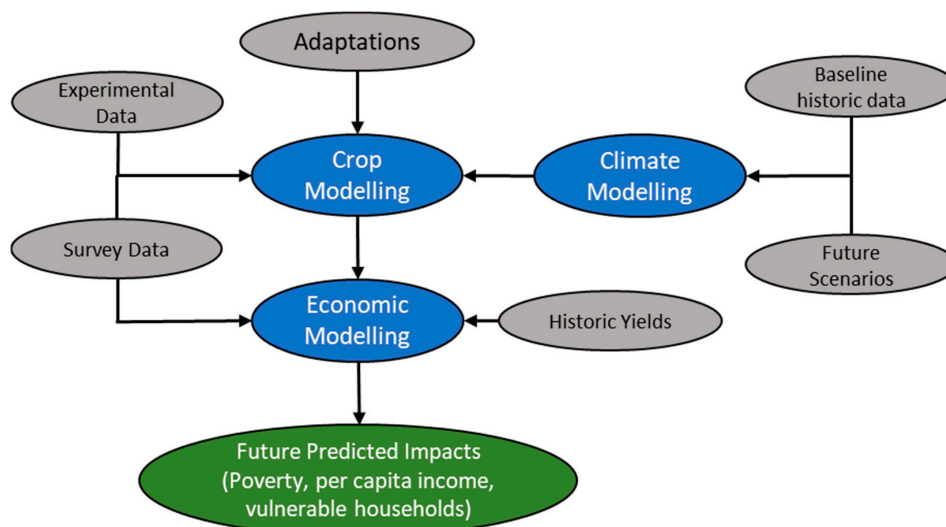 Adaptations
Experimental
Data
Baseline
historic data
Crop
Modelling
Climate
Modelling
Survey Data
Future
Scenarios
Economic
Modelling
Historic Yields
Future Predicted Impacts
(Poverty, per capita income,
vulnerable households)